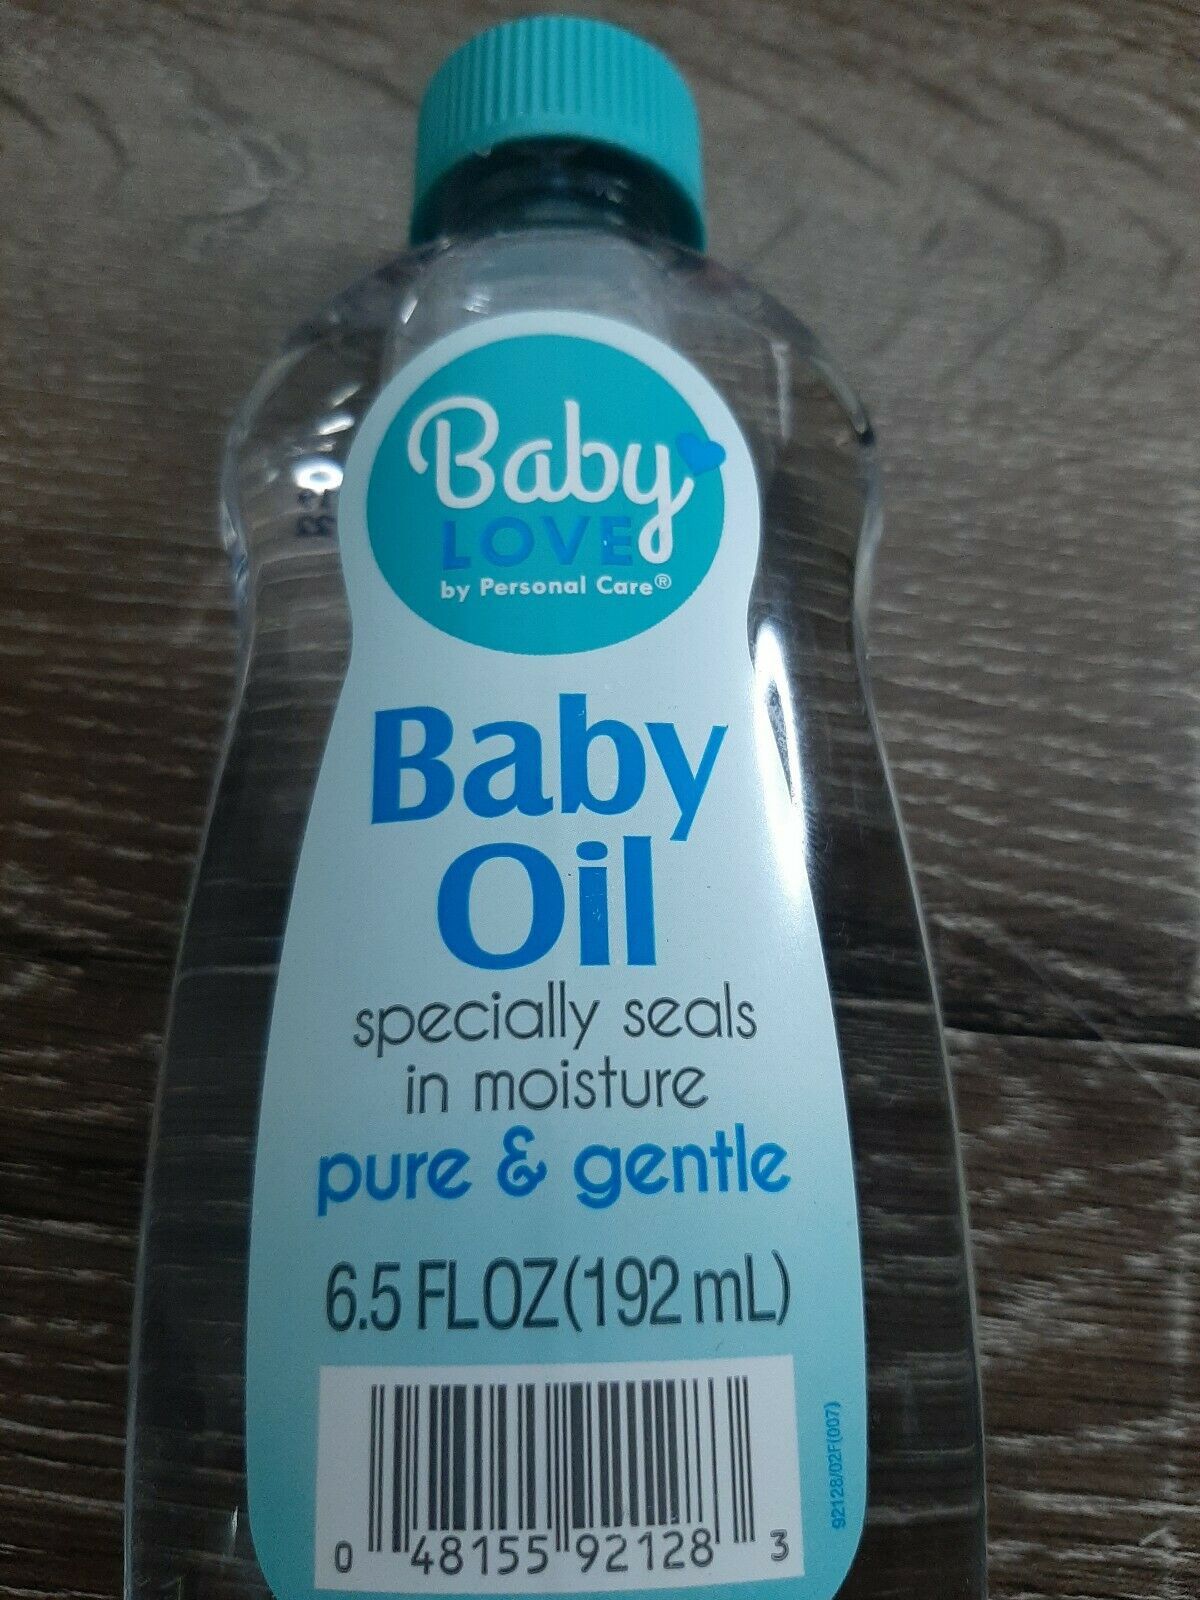 Baby
LOVE
by Personal Care®
Baby
Oil
specially seals
in moisture
pure & gentle
6.5 FL OZ (192 mL)
92128/02F(007)
0 48155 92128 3